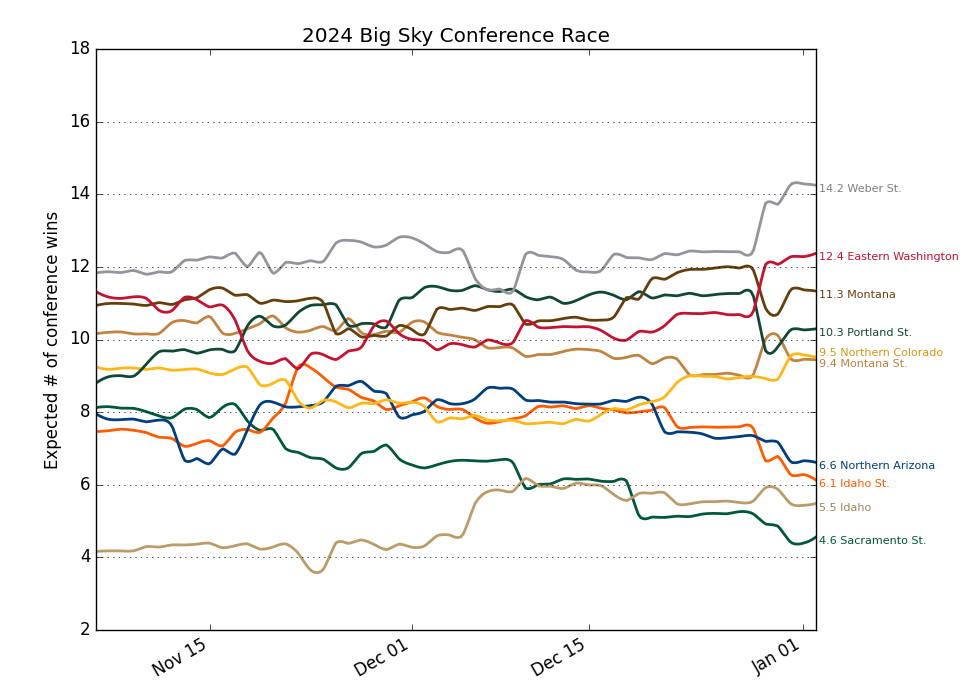 2024 Big Sky Conference Race
Expected # of conference wins
18
16
14
12
10
8
6
4
2
14.2 Weber St.
12.4 Eastern Washington
11.3 Montana
10.3 Portland St.
9.5 Northern Colorado
9.4 Montana St.
6.6 Northern Arizona
6.1 Idaho St.
5.5 Idaho
4.6 Sacramento St.
Nov 15
Dec 01
Dec 15
Jan 01